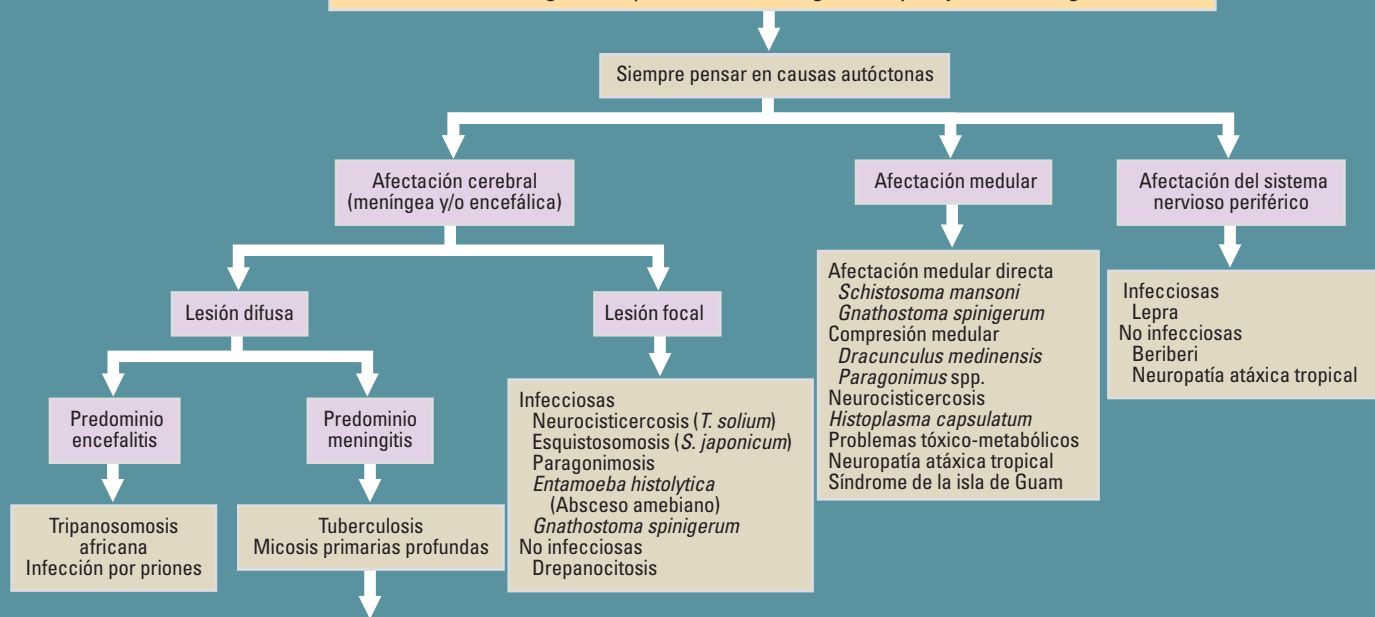 Siempre pensar en causas autóctonas
Afectación cerebral
(meníngea y/o encefálica)
Afectación medular
Afectación del sistema
nervioso periférico
Lesión difusa
Lesión focal
Predominio
encefalitis
Predominio
meningitis
Tripanosomosis
africana
Infección por priones
Tuberculosis
Micosis primarias profundas
Infecciosas
Neurocisticercosis (T. solium)
Esquistosomosis (S. japonicum)
Paragonimosis
Entamoeba histolytica
(Absceso amebiano)
Gnathostoma spinigerum
No infecciosas
Drepanocitosis
Afectación medular directa
Schistosoma mansoni
Gnathostoma spinigerum
Compresión medular
Dracunculus medinensis
Paragonimus spp.
Neurocisticercosis
Histoplasma capsulatum
Problemas tóxico-metabólicos
Neuropatía atáxica tropical
Síndrome de la isla de Guam
Infecciosas
Lepra
No infecciosas
Beriberi
Neuropatía atáxica tropical